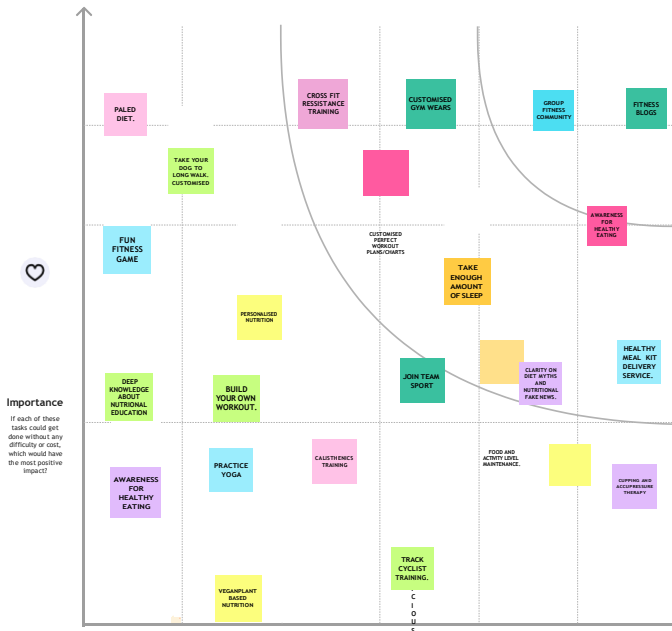 PALED
DIET.
CROSS FIT
RESSISTANCE
TRAINING
CUSTOMISED
GYM WEARS
GROUP
FITNESS
COMMUNITY
FITNESS
BLOGS
TAKE YOUR
DOG TO
LONG WALK.
CUSTOMISED
AWARENESS
FOR
HEALTHY
EATING
FUN
FITNESS
GAME
CUSTOMISED
PERFECT
WORKOUT
PLANS/CHARTS
TAKE
ENOUGH
AMOUNT
OF SLEEP
PERSONALISED
NUTRITION
JOIN TEAM
SPORT
CLARITY ON
DIET MYTHS
AND
NUTRITIONAL
FAKE NEWS.
HEALTHY
MEAL KIT
DELIVERY
SERVICE.
DEEP
KNOWLEDGE
ABOUT
NUTRIONAL
EDUCATION
BUILD
YOUR OWN
WORKOUT.
Importance
If each of these
tasks could get
done without any
difficulty or cost,
which would have
the most positive
impact?
AWARENESS
FOR
HEALTHY
EATING
PRACTICE
YOGA
CALISTHENICS
TRAINING
FOOD AND
ACTIVITY LEVEL
MAINTENANCE.
CUPPING AND
ACCUPRESSURE
THERAPY
TRACK
CYCLIST
TRAINING.
VEGANPLANT
BASED
NUTRITION
C
I
O
U
S